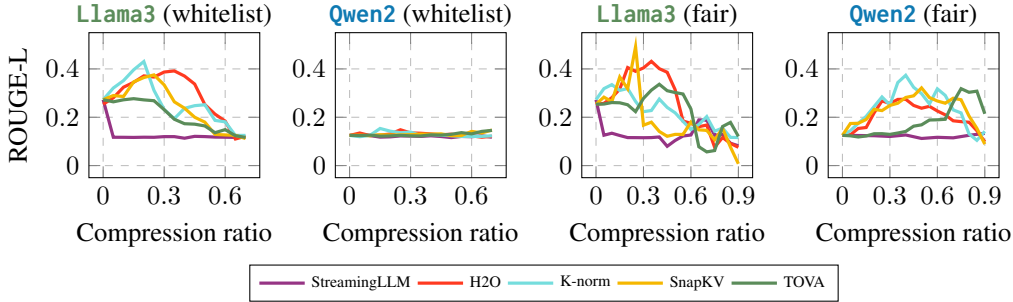 Llama3 (whitelist) Qwen2 (whitelist) Llama3 (fair) Qwen2 (fair)
ROUGE-L
0.4 0.4 0.4 0.4
0.2 0.2 0.2 0.2
0 0 0 0
0 0.3 0.6 0 0.3 0.6 0 0.3 0.6 0.9 0 0.3 0.6 0.9
Compression ratio Compression ratio Compression ratio Compression ratio
StreamingLLM H2O K-norm SnapKV TOVA